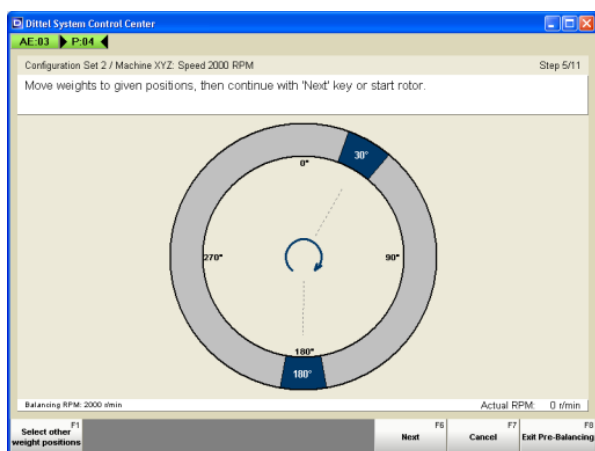 Dittel System Control Center
AE:03 P:04
Configuration Set 2 / Machine XYZ: Speed 2000 RPM Step 5/11
Move weights to given positions, then continue with 'Next' key or start rotor.
30°
0°
270° 90°
180°
180°
Balancing RPM: 2000 r/min Actual RPM: 0 r/min
F1 F6 F7 F8
Select other
weight positions Next Cancel Exit Pre-Balancing